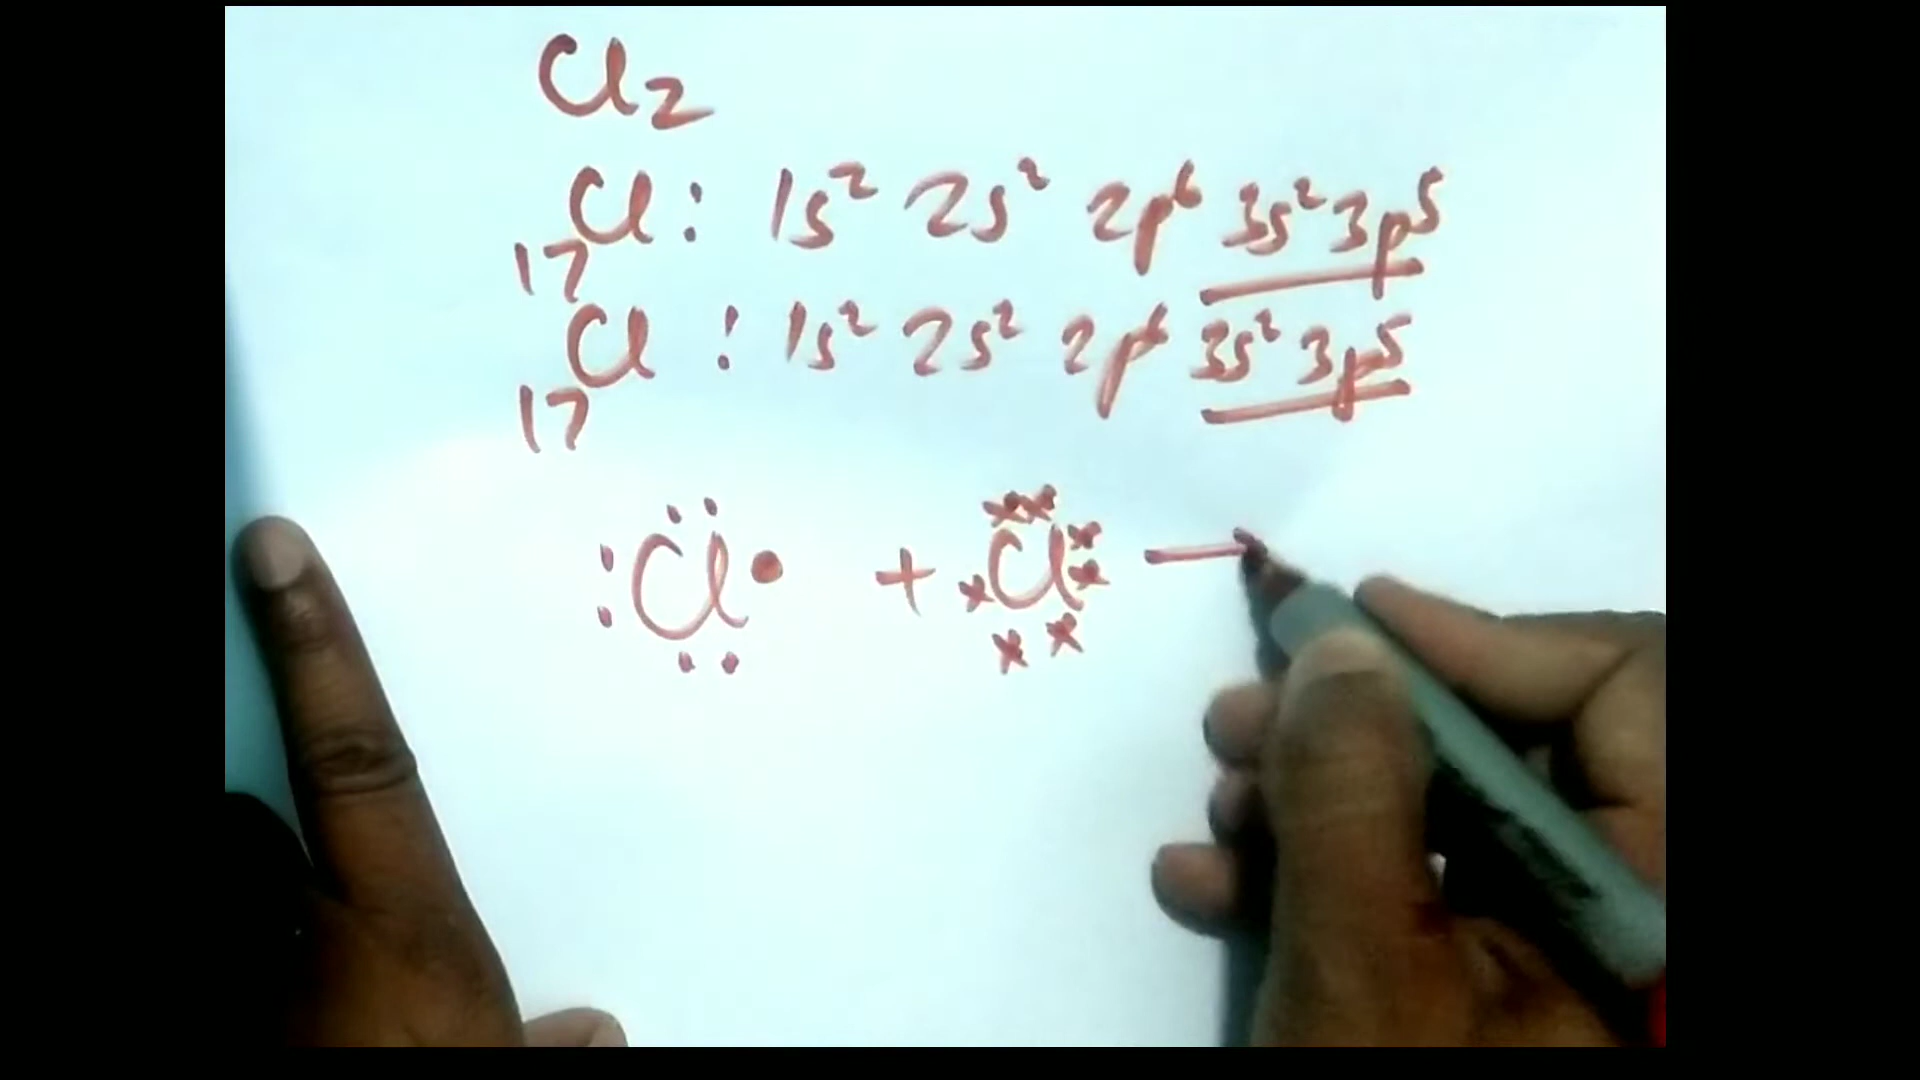 Cl₂
₁₇Cl : 1s² 2s² 2p⁶ 3s² 3p⁵
₁₇Cl : 1s² 2s² 2p⁶ 3s² 3p⁵
Cl + Cl